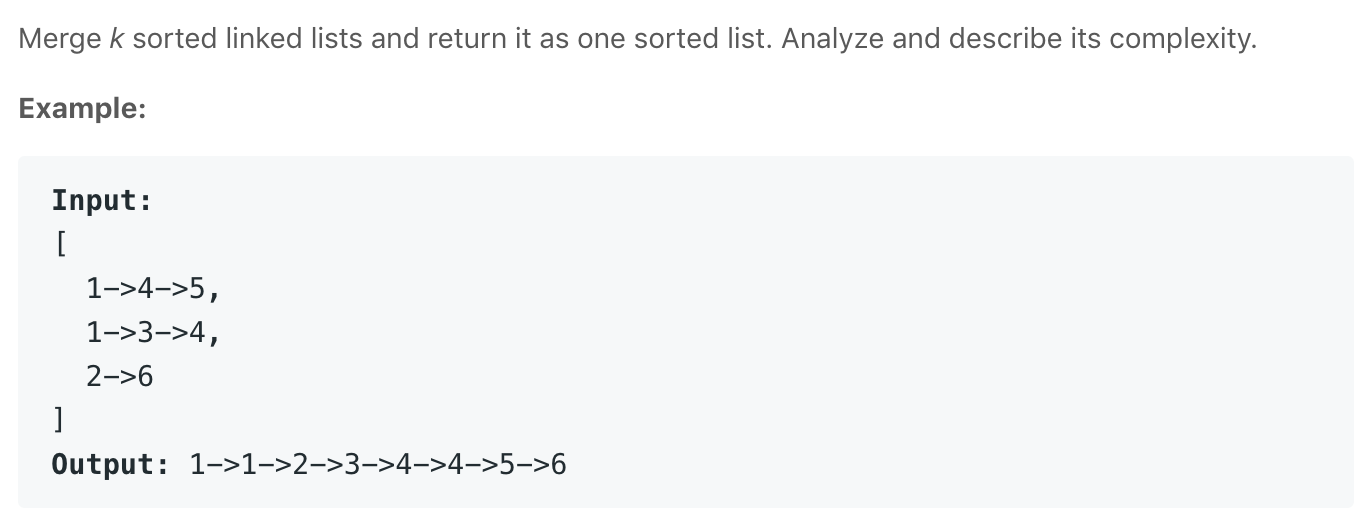 Merge k sorted linked lists and return it as one sorted list. Analyze and describe its complexity.
Example:
Input:
[
  1->4->5,
  1->3->4,
  2->6
]
Output: 1->1->2->3->4->4->5->6